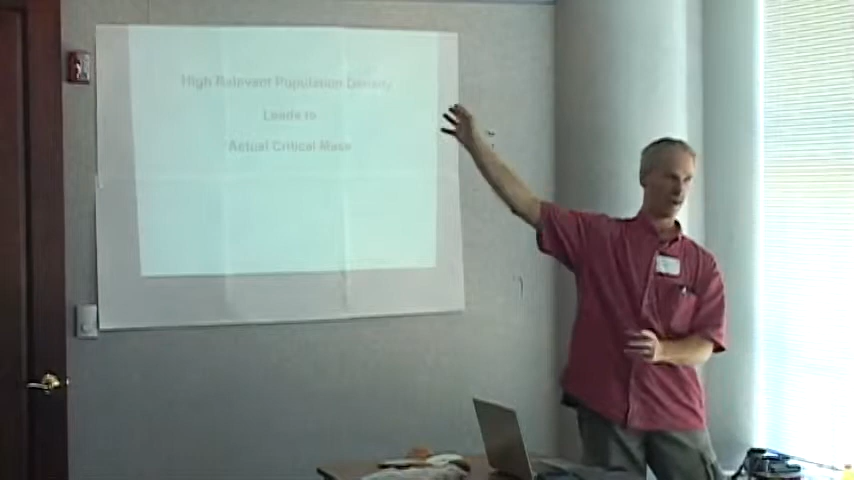 High Relevant Population Density
Leads to
Actual Critical Mass